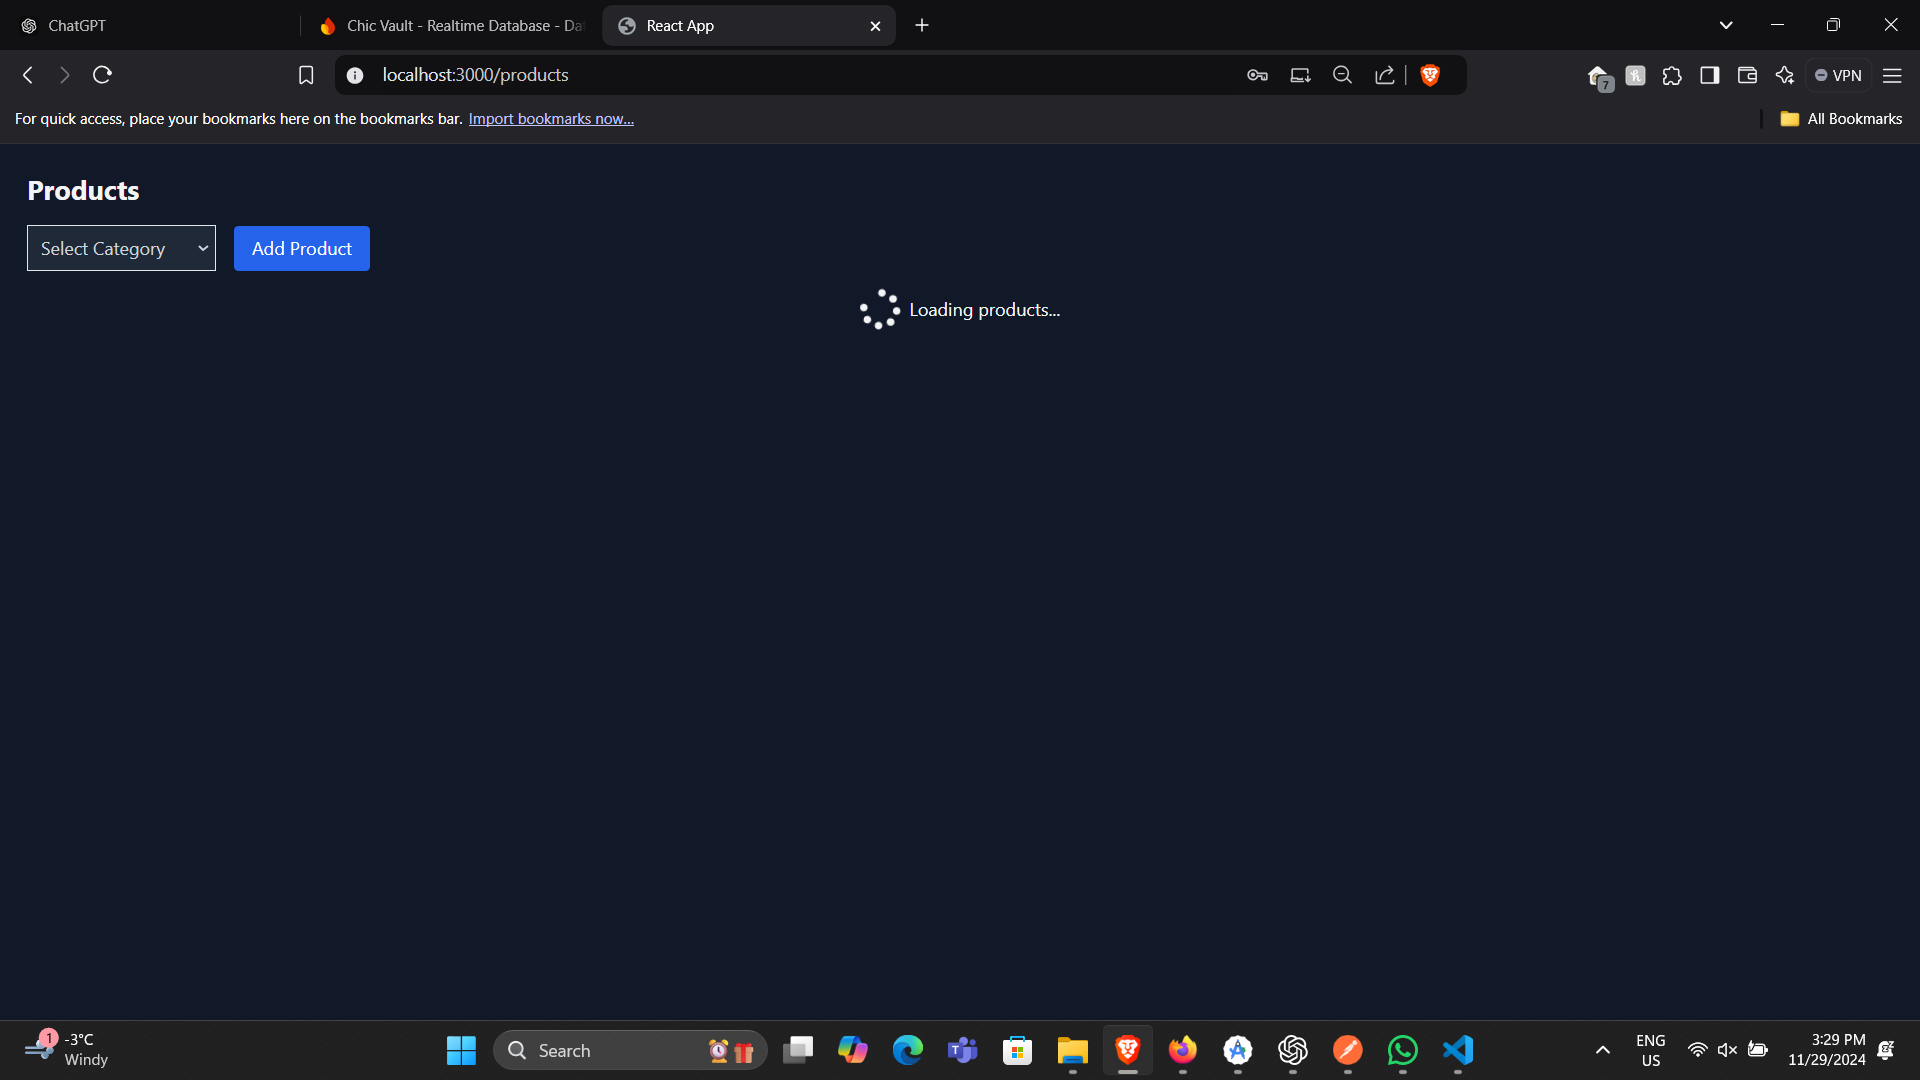 ChatGPT
Chic Vault - Realtime Database - Da
React App
localhost:3000/products
7
VPN
For quick access, place your bookmarks here on the bookmarks bar. Import bookmarks now...
All Bookmarks
Products
Select Category
Add Product
Loading products...
1
-3°C
Windy
Search
ENG
US
3:29 PM
11/29/2024